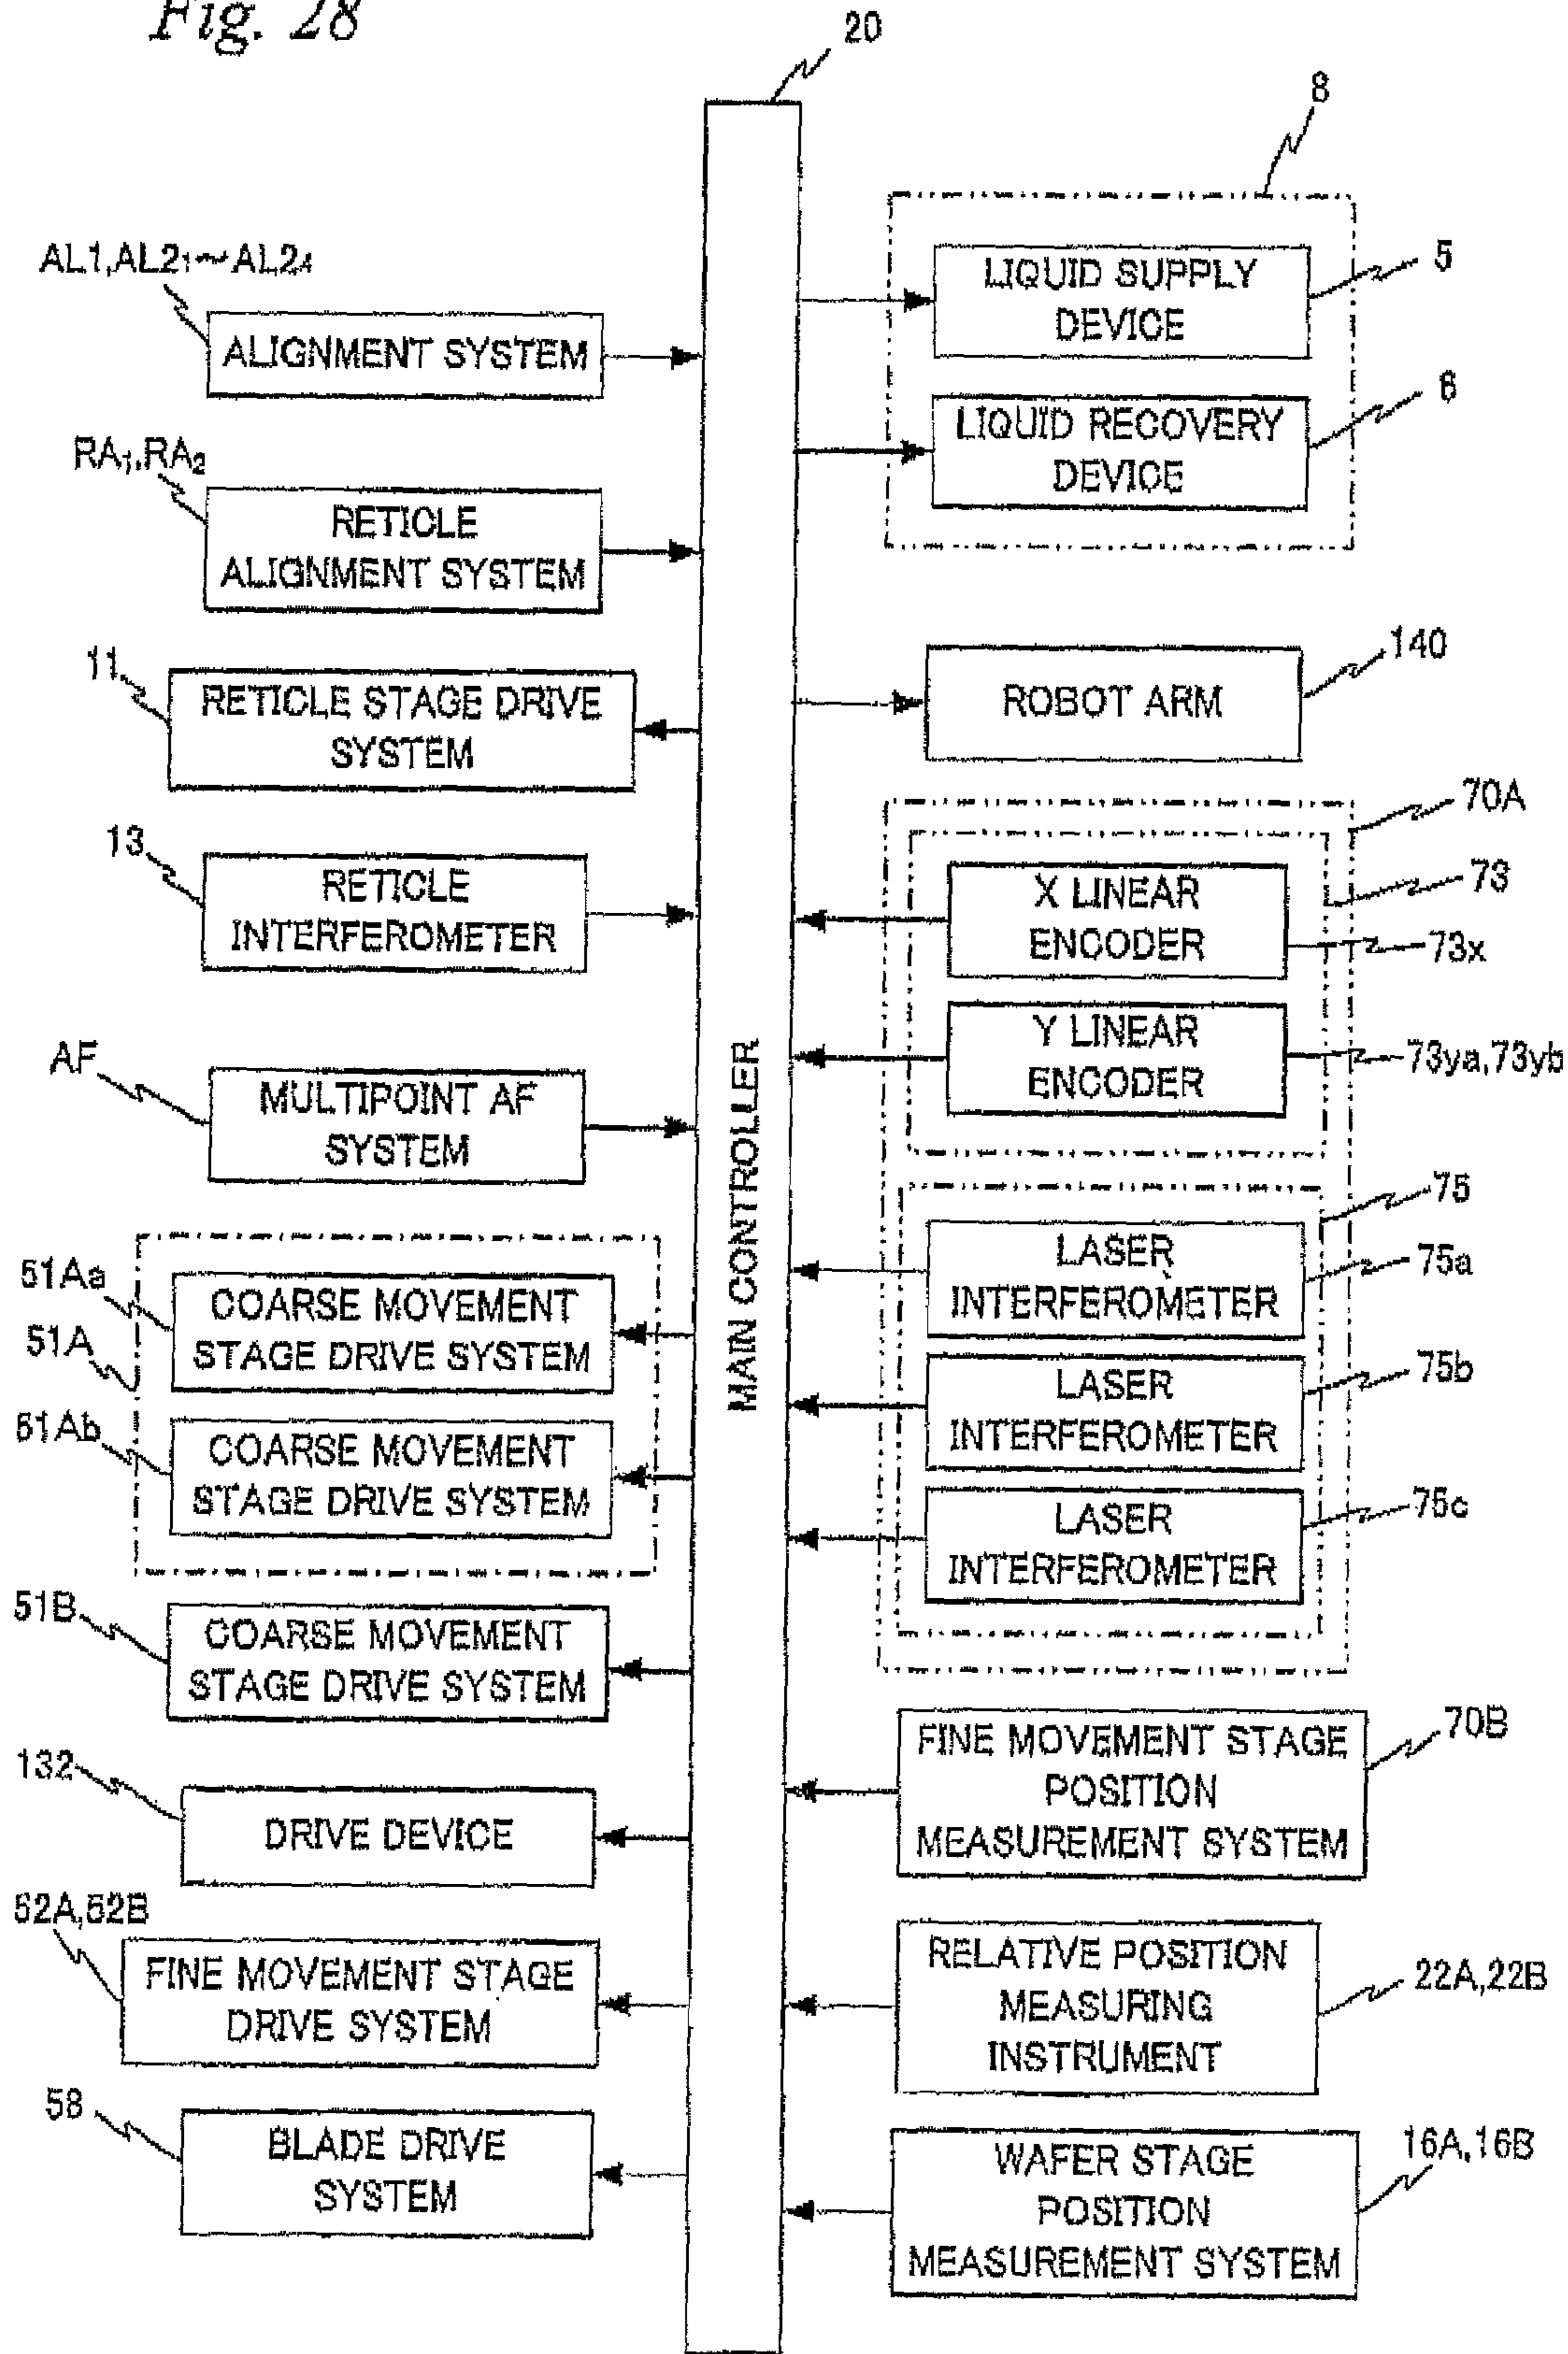 Fig. 28
20
8
AL1,AL2₁~AL2₄
ALIGNMENT SYSTEM
LIQUID SUPPLY
DEVICE
5
LIQUID RECOVERY
DEVICE
6
RA₁,RA₂
RETICLE
ALIGNMENT SYSTEM
11
RETICLE STAGE DRIVE
SYSTEM
ROBOT ARM
140
13
RETICLE
INTERFEROMETER
70A
73
X LINEAR
ENCODER
73x
Y LINEAR
ENCODER
73ya,73yb
AF
MULTIPOINT AF
SYSTEM
MAIN CONTROLLER
75
LASER
INTERFEROMETER
75a
LASER
INTERFEROMETER
75b
LASER
INTERFEROMETER
75c
51Aa
51A
COARSE MOVEMENT
STAGE DRIVE SYSTEM
51Ab
COARSE MOVEMENT
STAGE DRIVE SYSTEM
51B
COARSE MOVEMENT
STAGE DRIVE SYSTEM
70B
FINE MOVEMENT STAGE
POSITION
MEASUREMENT SYSTEM
132
DRIVE DEVICE
52A,52B
FINE MOVEMENT STAGE
DRIVE SYSTEM
RELATIVE POSITION
MEASURING
INSTRUMENT
22A,22B
58
BLADE DRIVE
SYSTEM
WAFER STAGE
POSITION
MEASUREMENT SYSTEM
16A,16B